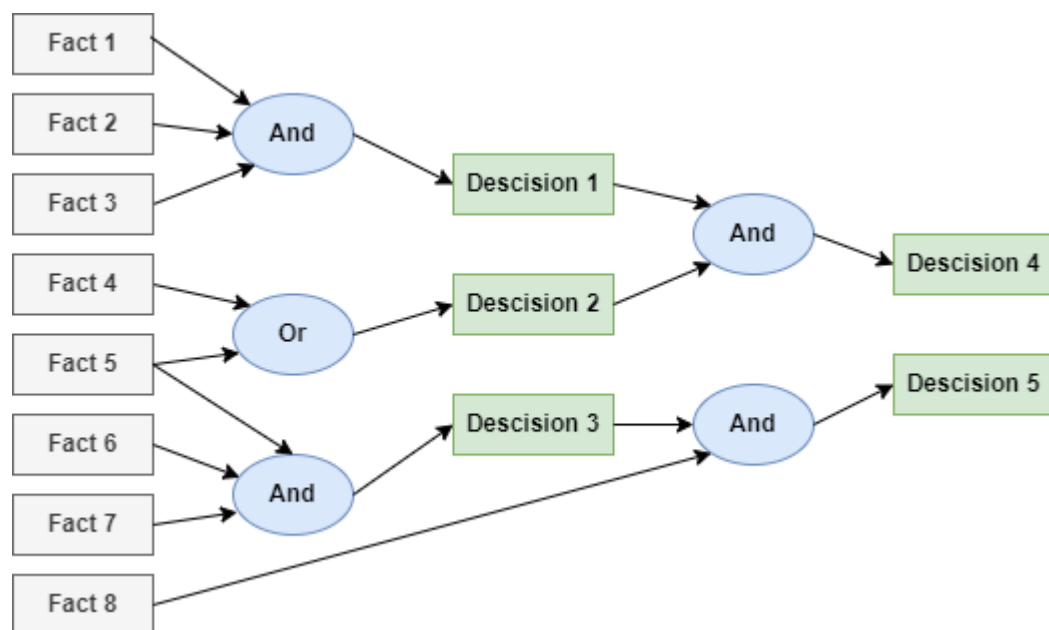 Fact 1
Fact 2
Fact 3
Fact 4
Fact 5
Fact 6
Fact 7
Fact 8
And
Or
And
Descision 1
Descision 2
Descision 3
And
And
Descision 4
Descision 5